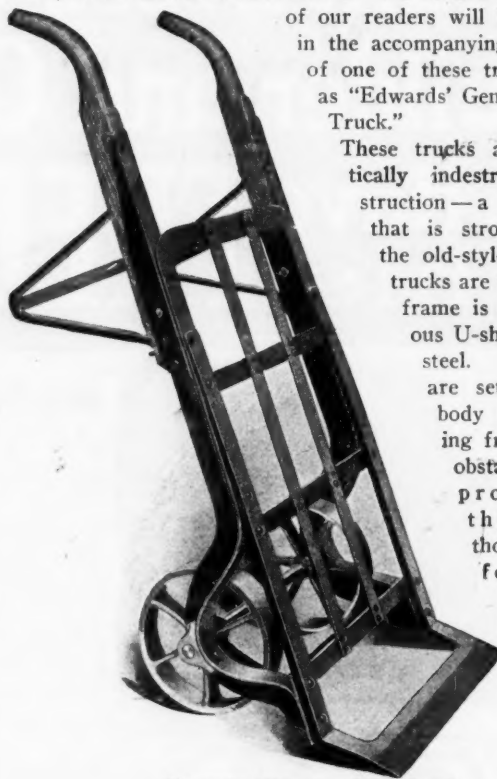 of our readers will
in the accompanying
of one of these tr
as "Edwards' Gen
Truck."
These trucks a
tically indestr
struction — a
that is stro
the old-styl
trucks are
frame is
ous U-sh
steel.
are set
body
ing fr
obsta
pro
th
tho
fe